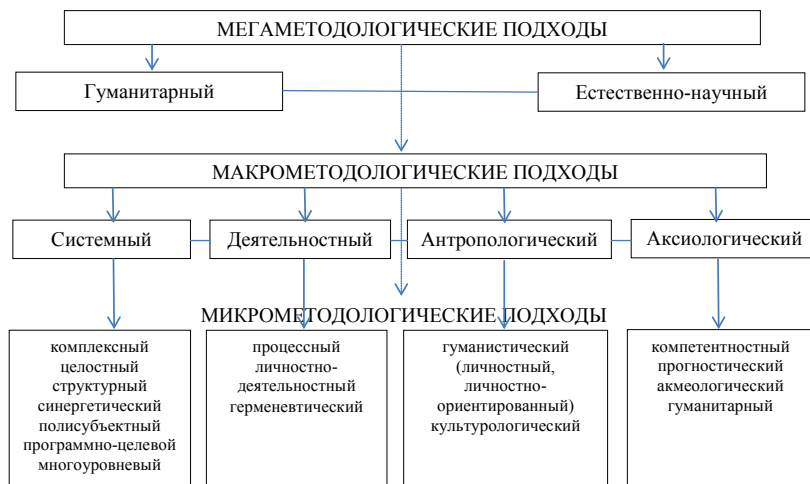 МЕГАМЕТОДОЛОГИЧЕСКИЕ ПОДХОДЫ
Гуманитарный
Естественно-научный
МАКРОМЕТОДОЛОГИЧЕСКИЕ ПОДХОДЫ
Системный
Деятельностный
Антропологический
Аксиологический
МИКРОМЕТОДОЛОГИЧЕСКИЕ ПОДХОДЫ
комплексный
целостный
структурный
синергетический
полисубъектный
программно-целевой
многоуровневый
процессный
личностно-
деятельностный
герменевтический
гуманистический
(личностный,
личностно-
ориентированный)
культурологический
компетентностный
прогностический
акмеологический
гуманитарный